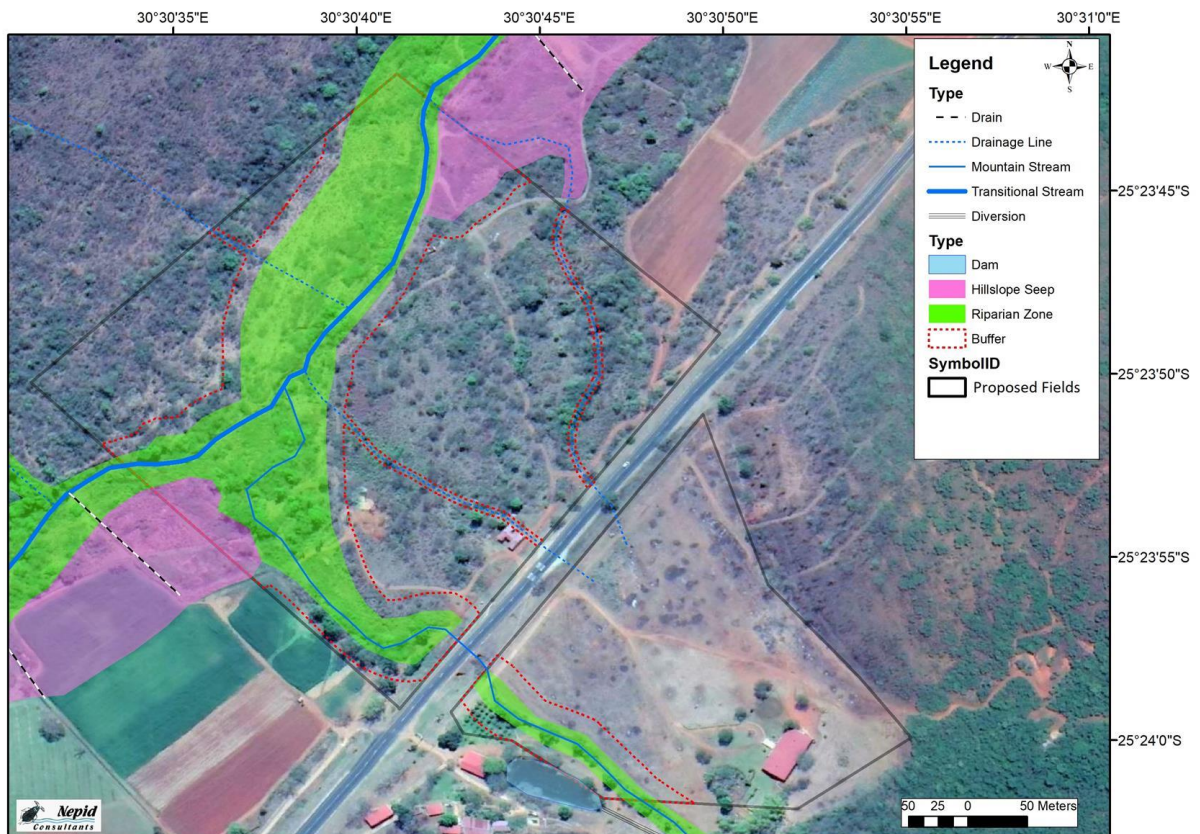 30°30'35"E 30°30'40"E 30°30'45"E 30°30'50"E 30°30'55"E 30°31'0"E
Legend
N
W E
S
Type
Drain
Drainage Line
Mountain Stream
Transitional Stream
Diversion
Type
Dam
Hillslope Seep
Riparian Zone
Buffer
SymbolID
Proposed Fields
25°23'45"S
25°23'50"S
25°23'55"S
25°24'0"S
Nepid
Consultants
50 25 0 50 Meters